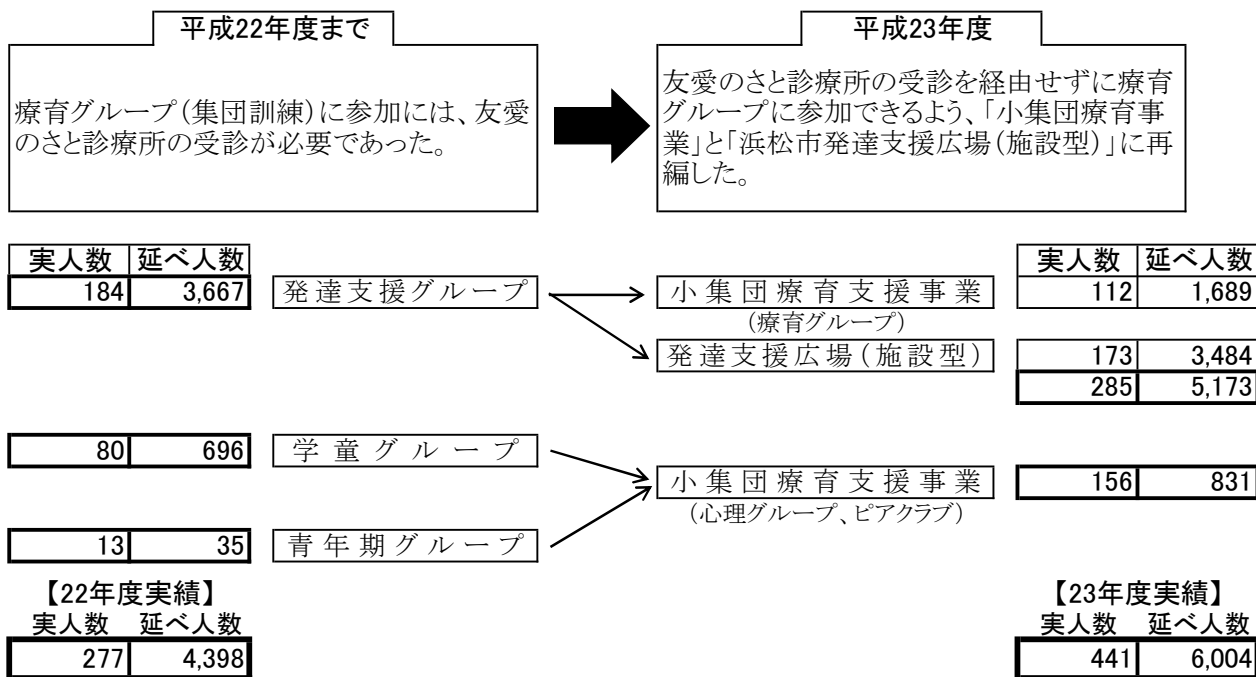 平成22年度まで
療育グループ(集団訓練)に参加には、友愛
のさと診療所の受診が必要であった。
平成23年度
友愛のさと診療所の受診を経由せずに療育
グループに参加できるよう、「小集団療育事
業」と「浜松市発達支援広場(施設型)」に再
編した。
実人数 延べ人数
184 3,667
発達支援グループ
小集団療育支援事業
(療育グループ)
実人数 延べ人数
112 1,689
発達支援広場(施設型)
173 3,484
285 5,173
80 696
学童グループ
小集団療育支援事業
(心理グループ、ピアクラブ)
156 831
13 35
青年期グループ
【22年度実績】
実人数 延べ人数
277 4,398
【23年度実績】
実人数 延べ人数
441 6,004